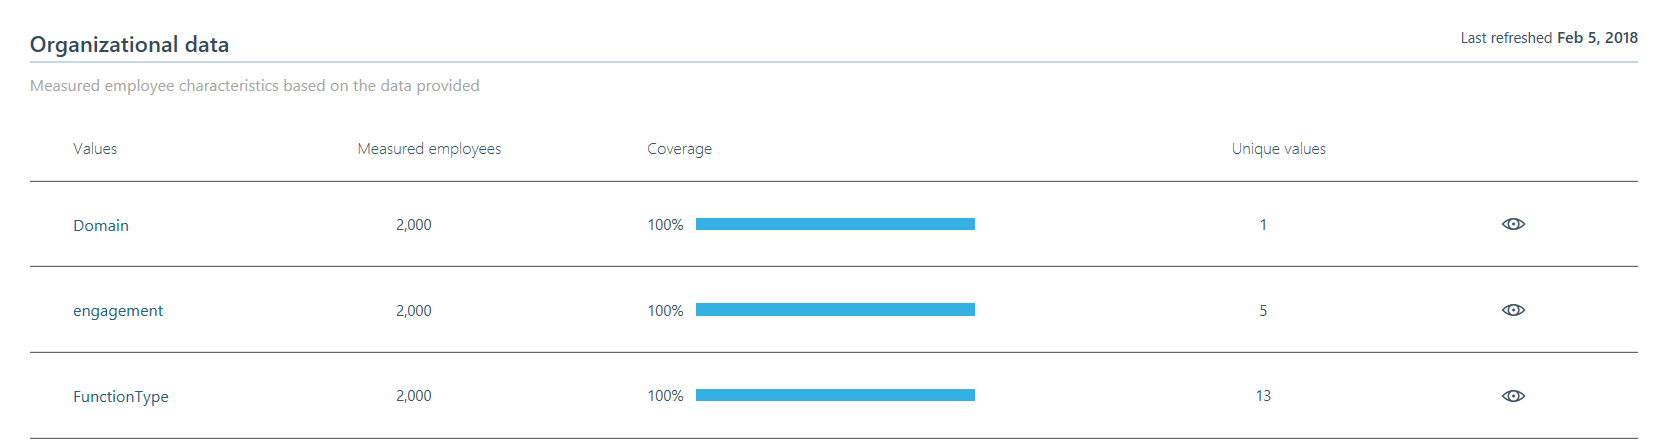 Organizational data
Last refreshed Feb 5, 2018
Measured employee characteristics based on the data provided
Values Measured employees Coverage Unique values
Domain 2,000 100% 1
engagement 2,000 100% 5
FunctionType 2,000 100% 13